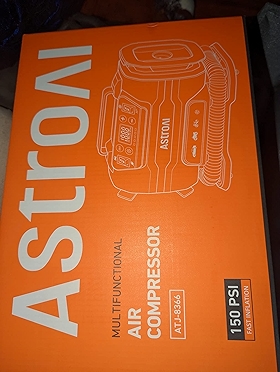 AstroAI
ASTROAI
MULTIFUNCTIONAL
AIR
COMPRESSOR
ATJ-8366
150 PSI
FAST INFLATION